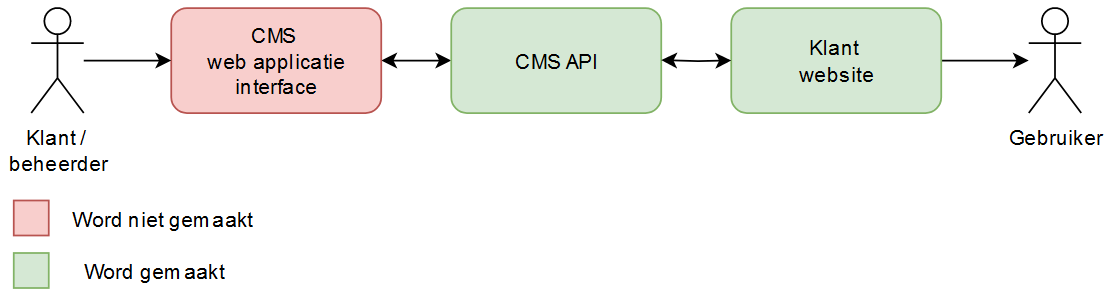 CMS
web applicatie
interface
CMS API
Klant
website
Klant /
beheerder
Gebruiker
Word niet gemaakt
Word gemaakt